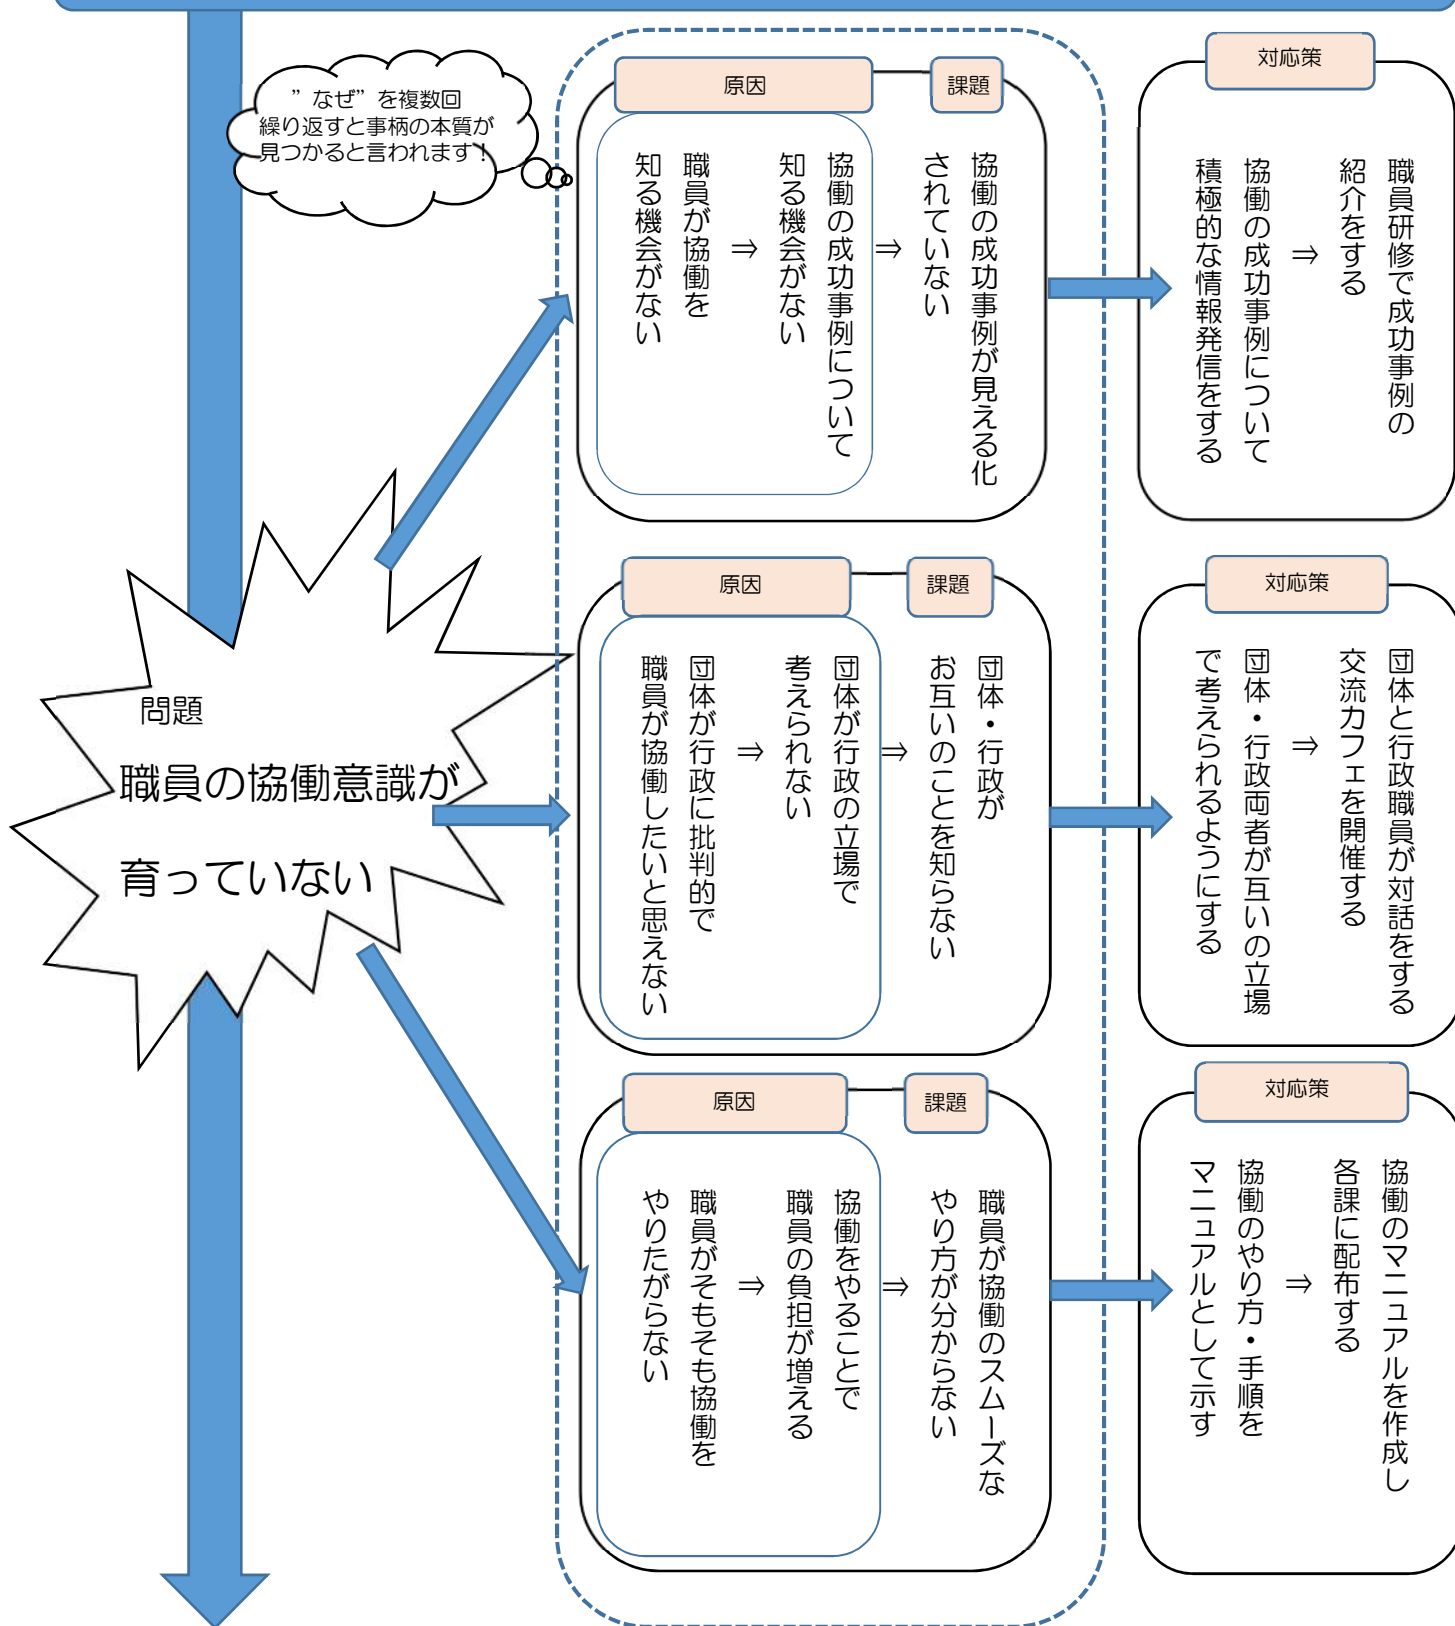 ”なぜ”を複数回
繰り返すと事柄の本質が
見つかると言われます！
問題
職員の協働意識が
育っていない
原因
職員が協働を
知る機会がない
⇒
協働の成功事例について
知る機会がない
⇒
課題
協働の成功事例が見える化
されていない
対応策
協働の成功事例について
積極的な情報発信をする
⇒
職員研修で成功事例の
紹介をする
原因
団体が行政に批判的で
職員が協働したいと思えない
⇒
団体が行政の立場で
考えられない
⇒
課題
団体・行政が
お互いのことを知らない
対応策
団体・行政両者が互いの立場
で考えられるようにする
⇒
団体と行政職員が対話をする
交流カフェを開催する
原因
職員がそもそも協働を
やりたがらない
⇒
協働をやることで
職員の負担が増える
⇒
課題
職員が協働のスムーズな
やり方が分からない
対応策
協働のやり方・手順を
マニュアルとして示す
⇒
協働のマニュアルを作成し
各課に配布する